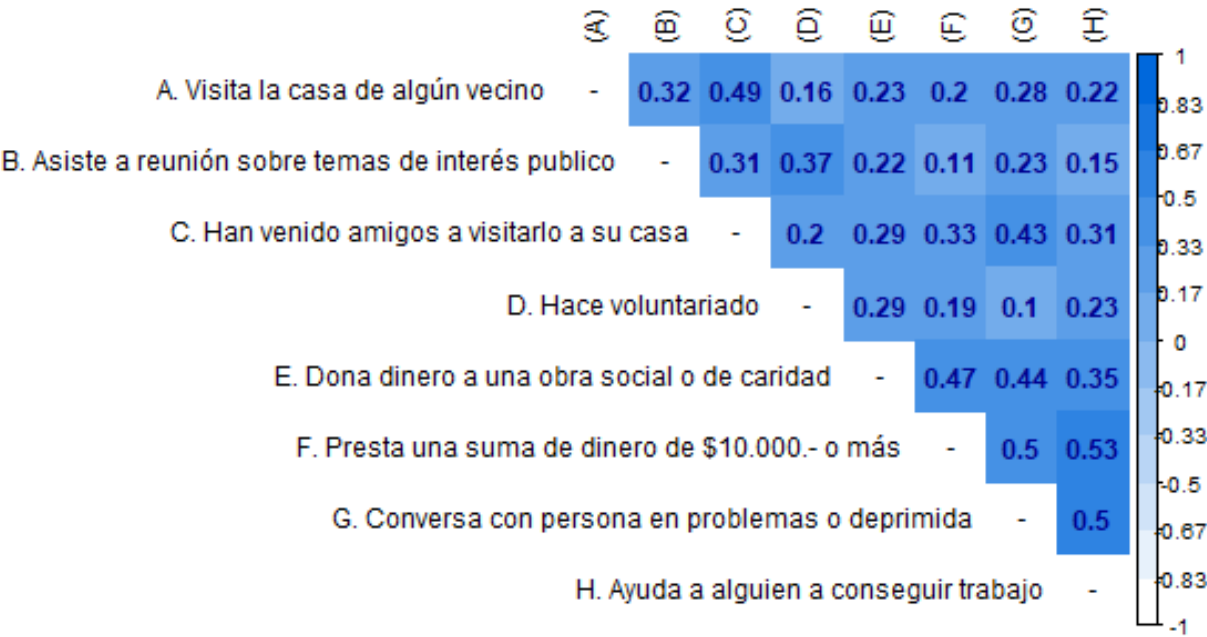 (A) (B) (C) (D) (E) (F) (G) (H)
A. Visita la casa de algún vecino - 0.32 0.49 0.16 0.23 0.2 0.28 0.22
B. Asiste a reunión sobre temas de interés publico - 0.31 0.37 0.22 0.11 0.23 0.15
C. Han venido amigos a visitarlo a su casa - 0.2 0.29 0.33 0.43 0.31
D. Hace voluntariado - 0.29 0.19 0.1 0.23
E. Dona dinero a una obra social o de caridad - 0.47 0.44 0.35
F. Presta una suma de dinero de $10.000.- o más - 0.5 0.53
G. Conversa con persona en problemas o deprimida - 0.5
H. Ayuda a alguien a conseguir trabajo -
1
0.83
0.67
0.5
0.33
0.17
0
-0.17
-0.33
-0.5
-0.67
-0.83
-1